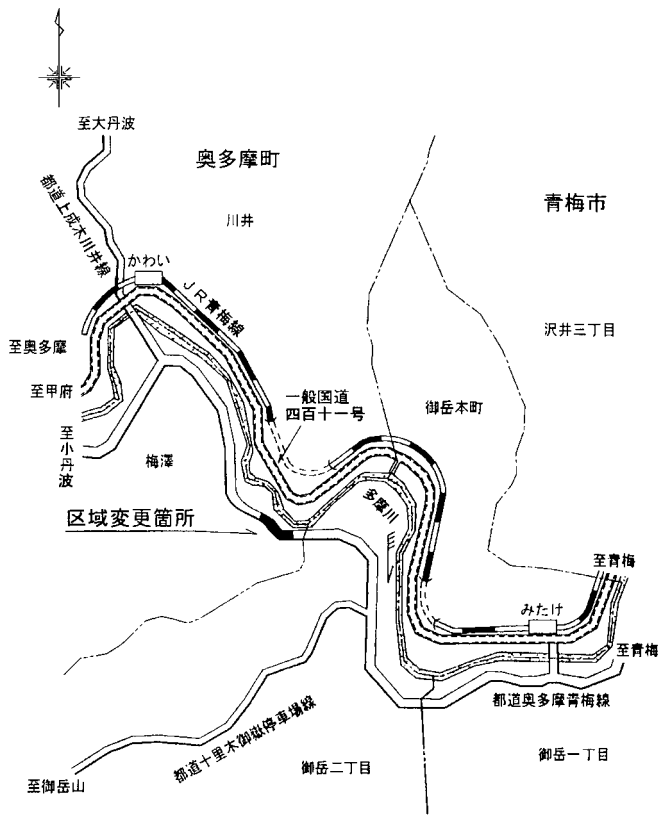 至大丹波
奥多摩町
都道上成木川井線
川井
青梅市
かわい
JR青梅線
沢井三丁目
至奥多摩
至甲府
一般国道
四百十一号
御岳本町
至小丹波
梅澤
多摩川
区域変更箇所
至青梅
みたけ
至青梅
都道奥多摩青梅線
都道十里木御嶽停車場線
御岳二丁目
御岳一丁目
至御岳山